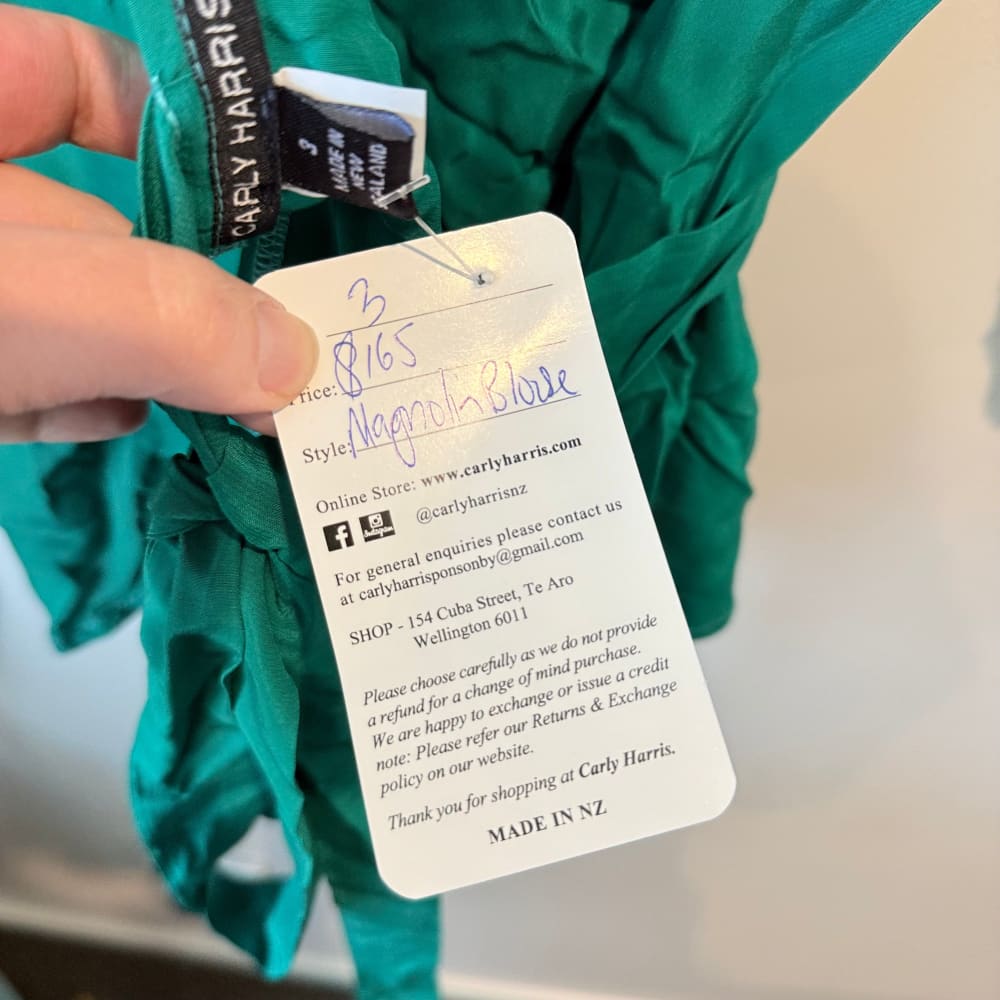 CARLY HARRIS
3
MADE IN
NEW
ZEALAND
3
Price: $165
Style: Magnolia Blouse
Online Store: www.carlyharris.com
@carlyharrisnz
Instagram
For general enquiries please contact us
at carlyharrisponsonby@gmail.com
SHOP - 154 Cuba Street, Te Aro
Wellington 6011
Please choose carefully as we do not provide
a refund for a change of mind purchase.
We are happy to exchange or issue a credit
note: Please refer our Returns & Exchange
policy on our website.
Thank you for shopping at Carly Harris.
MADE IN NZ